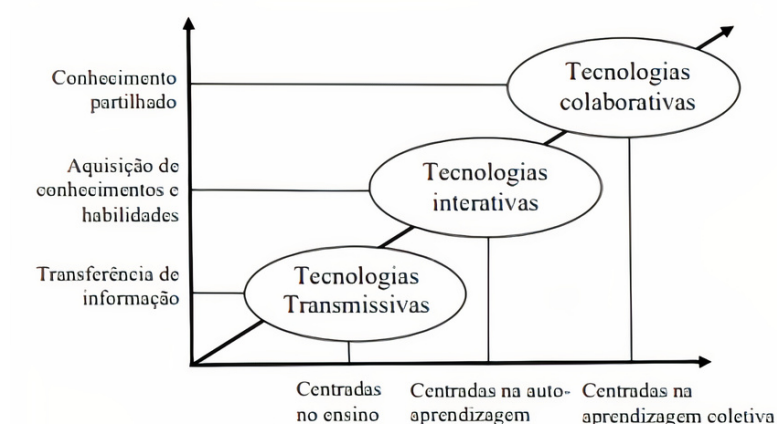 Conhecimento
partilhado
Tecnologias
colaborativas
Aquisição de
conhecimentos e
habilidades
Tecnologias
interativas
Transferência de
informação
Tecnologias
Transmissivas
Centradas
no ensino
Centradas na auto-
aprendizagem
Centradas na
aprendizagem coletiva